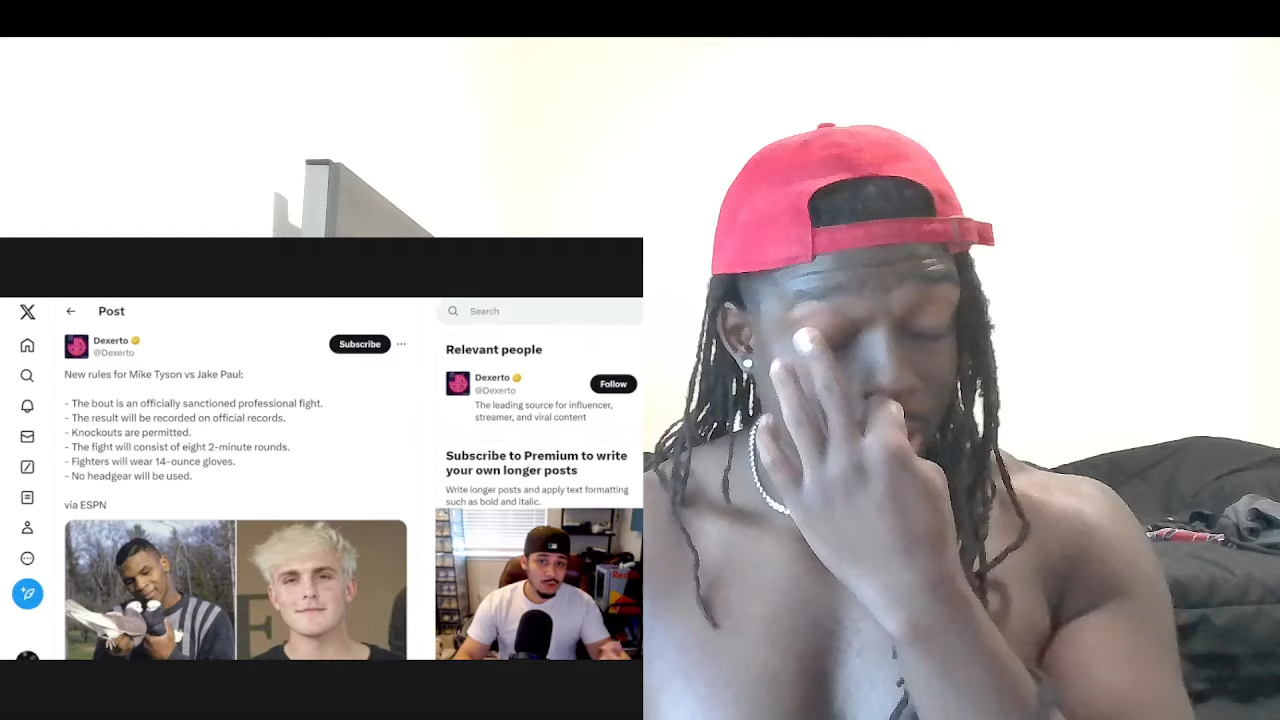 Post
Search
Dexerto
@Dexerto
Subscribe
New rules for Mike Tyson vs Jake Paul:
- The bout is an officially sanctioned professional fight.
- The result will be recorded on official records.
- Knockouts are permitted.
- The fight will consist of eight 2-minute rounds.
- Fighters will wear 14-ounce gloves.
- No headgear will be used.
via ESPN
Relevant people
Dexerto
@Dexerto
Follow
The leading source for influencer,
streamer, and viral content
Subscribe to Premium to write
your own longer posts
Write longer posts and apply text formatting
such as bold and italic.